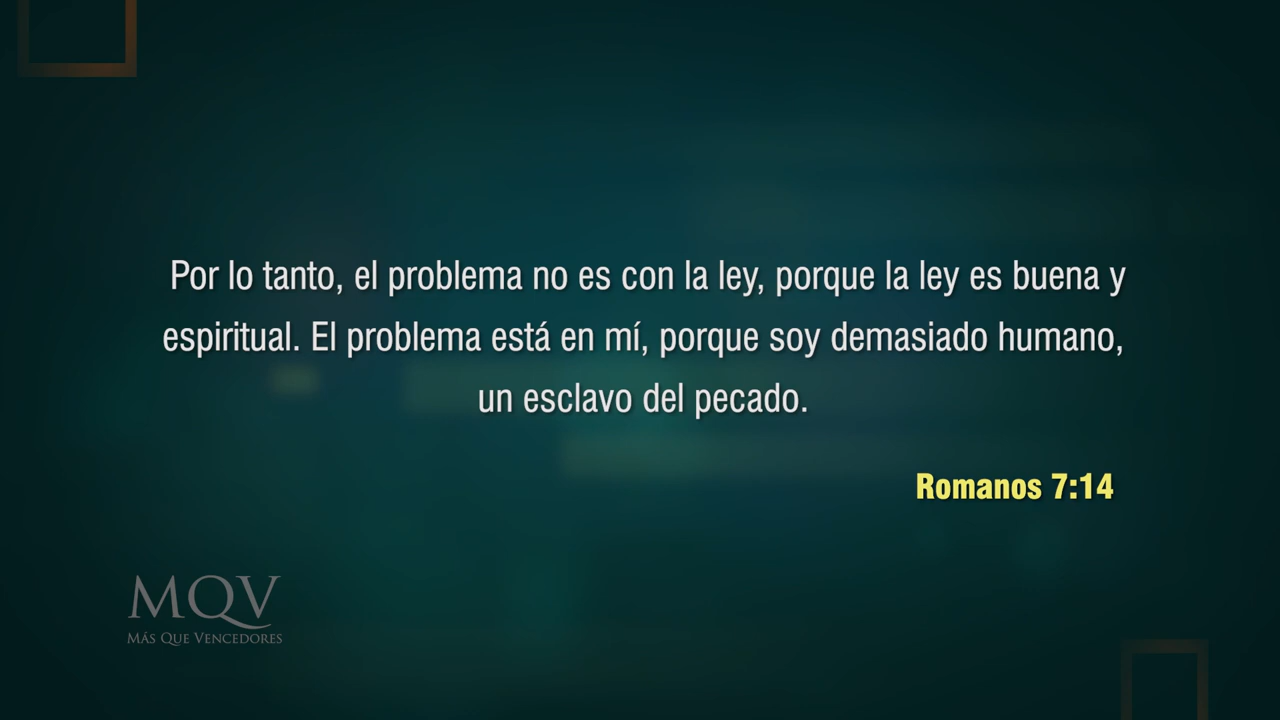 Por lo tanto, el problema no es con la ley, porque la ley es buena y
espiritual. El problema está en mí, porque soy demasiado humano,
un esclavo del pecado.
Romanos 7:14
MQV
MÁS QUE VENCEDORES